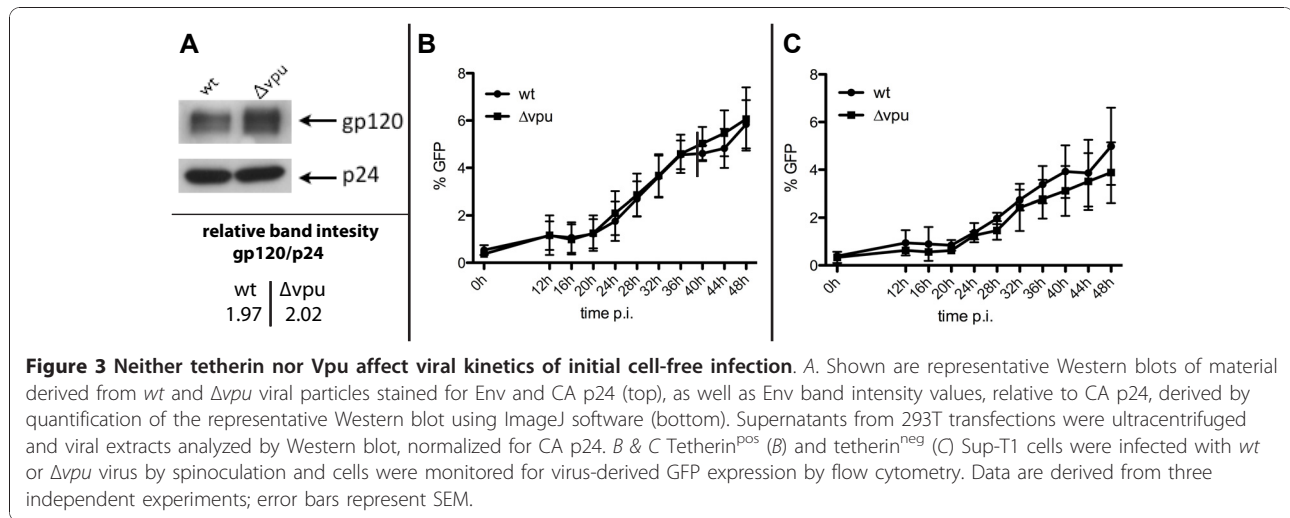 A
wt Δvpu
gp120
p24
relative band intesity
gp120/p24
wt Δvpu
1.97 2.02
B
wt
Δvpu
% GFP
8
6
4
2
0
0h 12h 16h 20h 24h 28h 32h 36h 40h 44h 48h
time p.i.
C
wt
Δvpu
% GFP
8
6
4
2
0
0h 12h 16h 20h 24h 28h 32h 36h 40h 44h 48h
time p.i.
Figure 3 Neither tetherin nor Vpu affect viral kinetics of initial cell-free infection. A. Shown are representative Western blots of material
derived from wt and Δvpu viral particles stained for Env and CA p24 (top), as well as Env band intensity values, relative to CA p24, derived by
quantification of the representative Western blot using ImageJ software (bottom). Supernatants from 293T transfections were ultracentrifuged
and viral extracts analyzed by Western blot, normalized for CA p24. B & C Tetherinpos (B) and tetherinneg (C) Sup-T1 cells were infected with wt
or Δvpu virus by spinoculation and cells were monitored for virus-derived GFP expression by flow cytometry. Data are derived from three
independent experiments; error bars represent SEM.